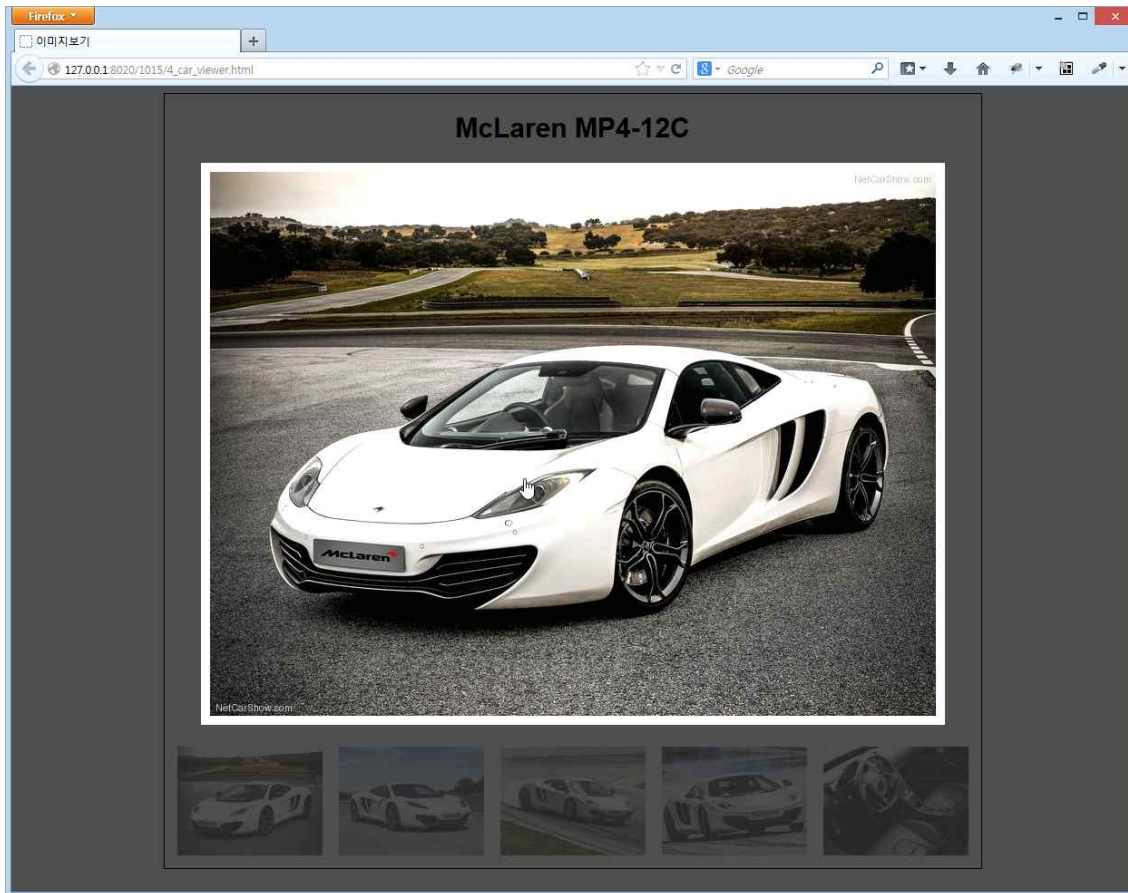 Firefox
이미지보기
127.0.0.1:8020/1015/4_car_viewer.html
Google
McLaren MP4-12C
NetCarShow.com
McLaren
NetCarShow.com